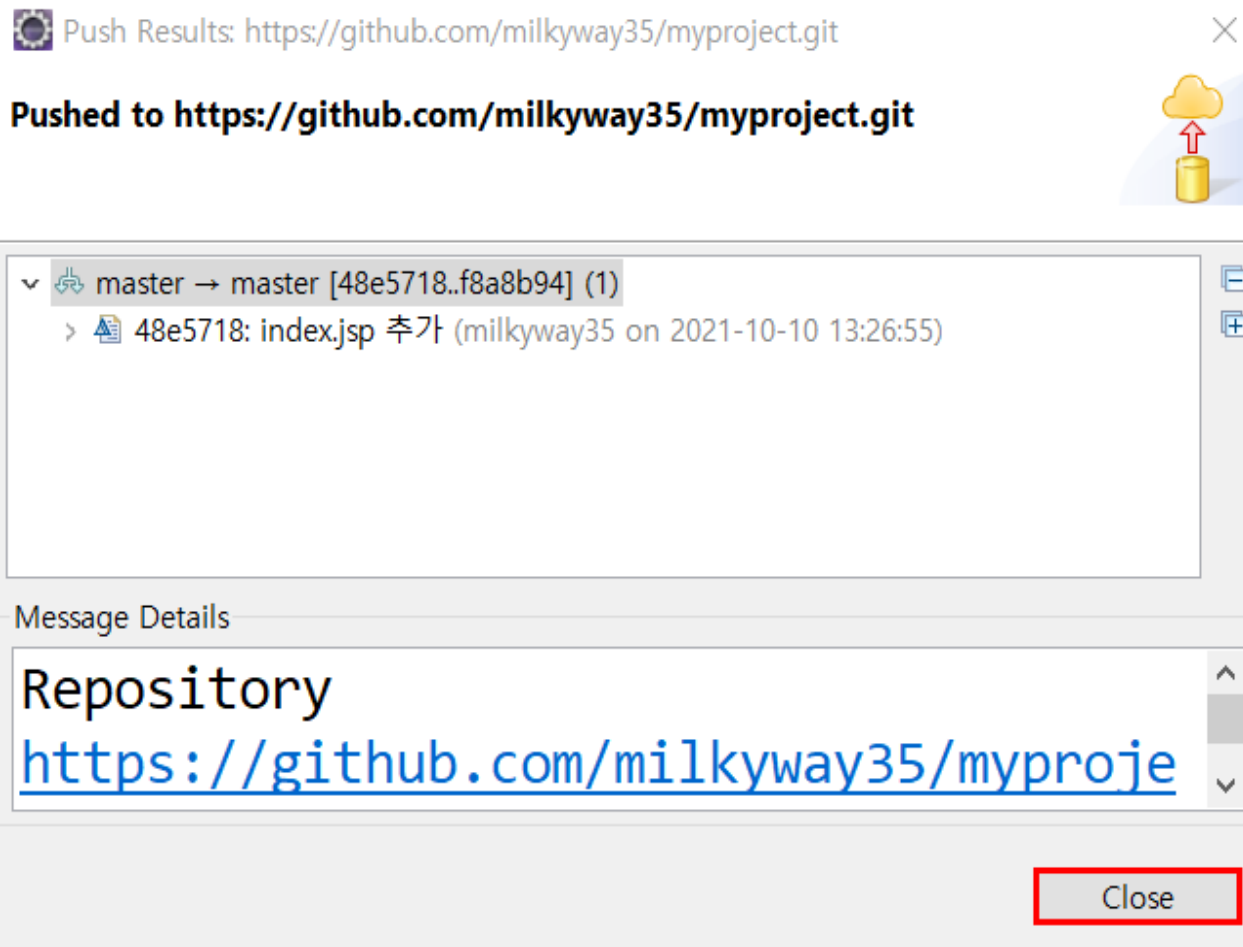 Push Results: https://github.com/milkyway35/myproject.git
Pushed to https://github.com/milkyway35/myproject.git
master → master [48e5718..f8a8b94] (1)
48e5718: index.jsp 추가 (milkyway35 on 2021-10-10 13:26:55)
Message Details
Repository
https://github.com/milkyway35/myproje
Close